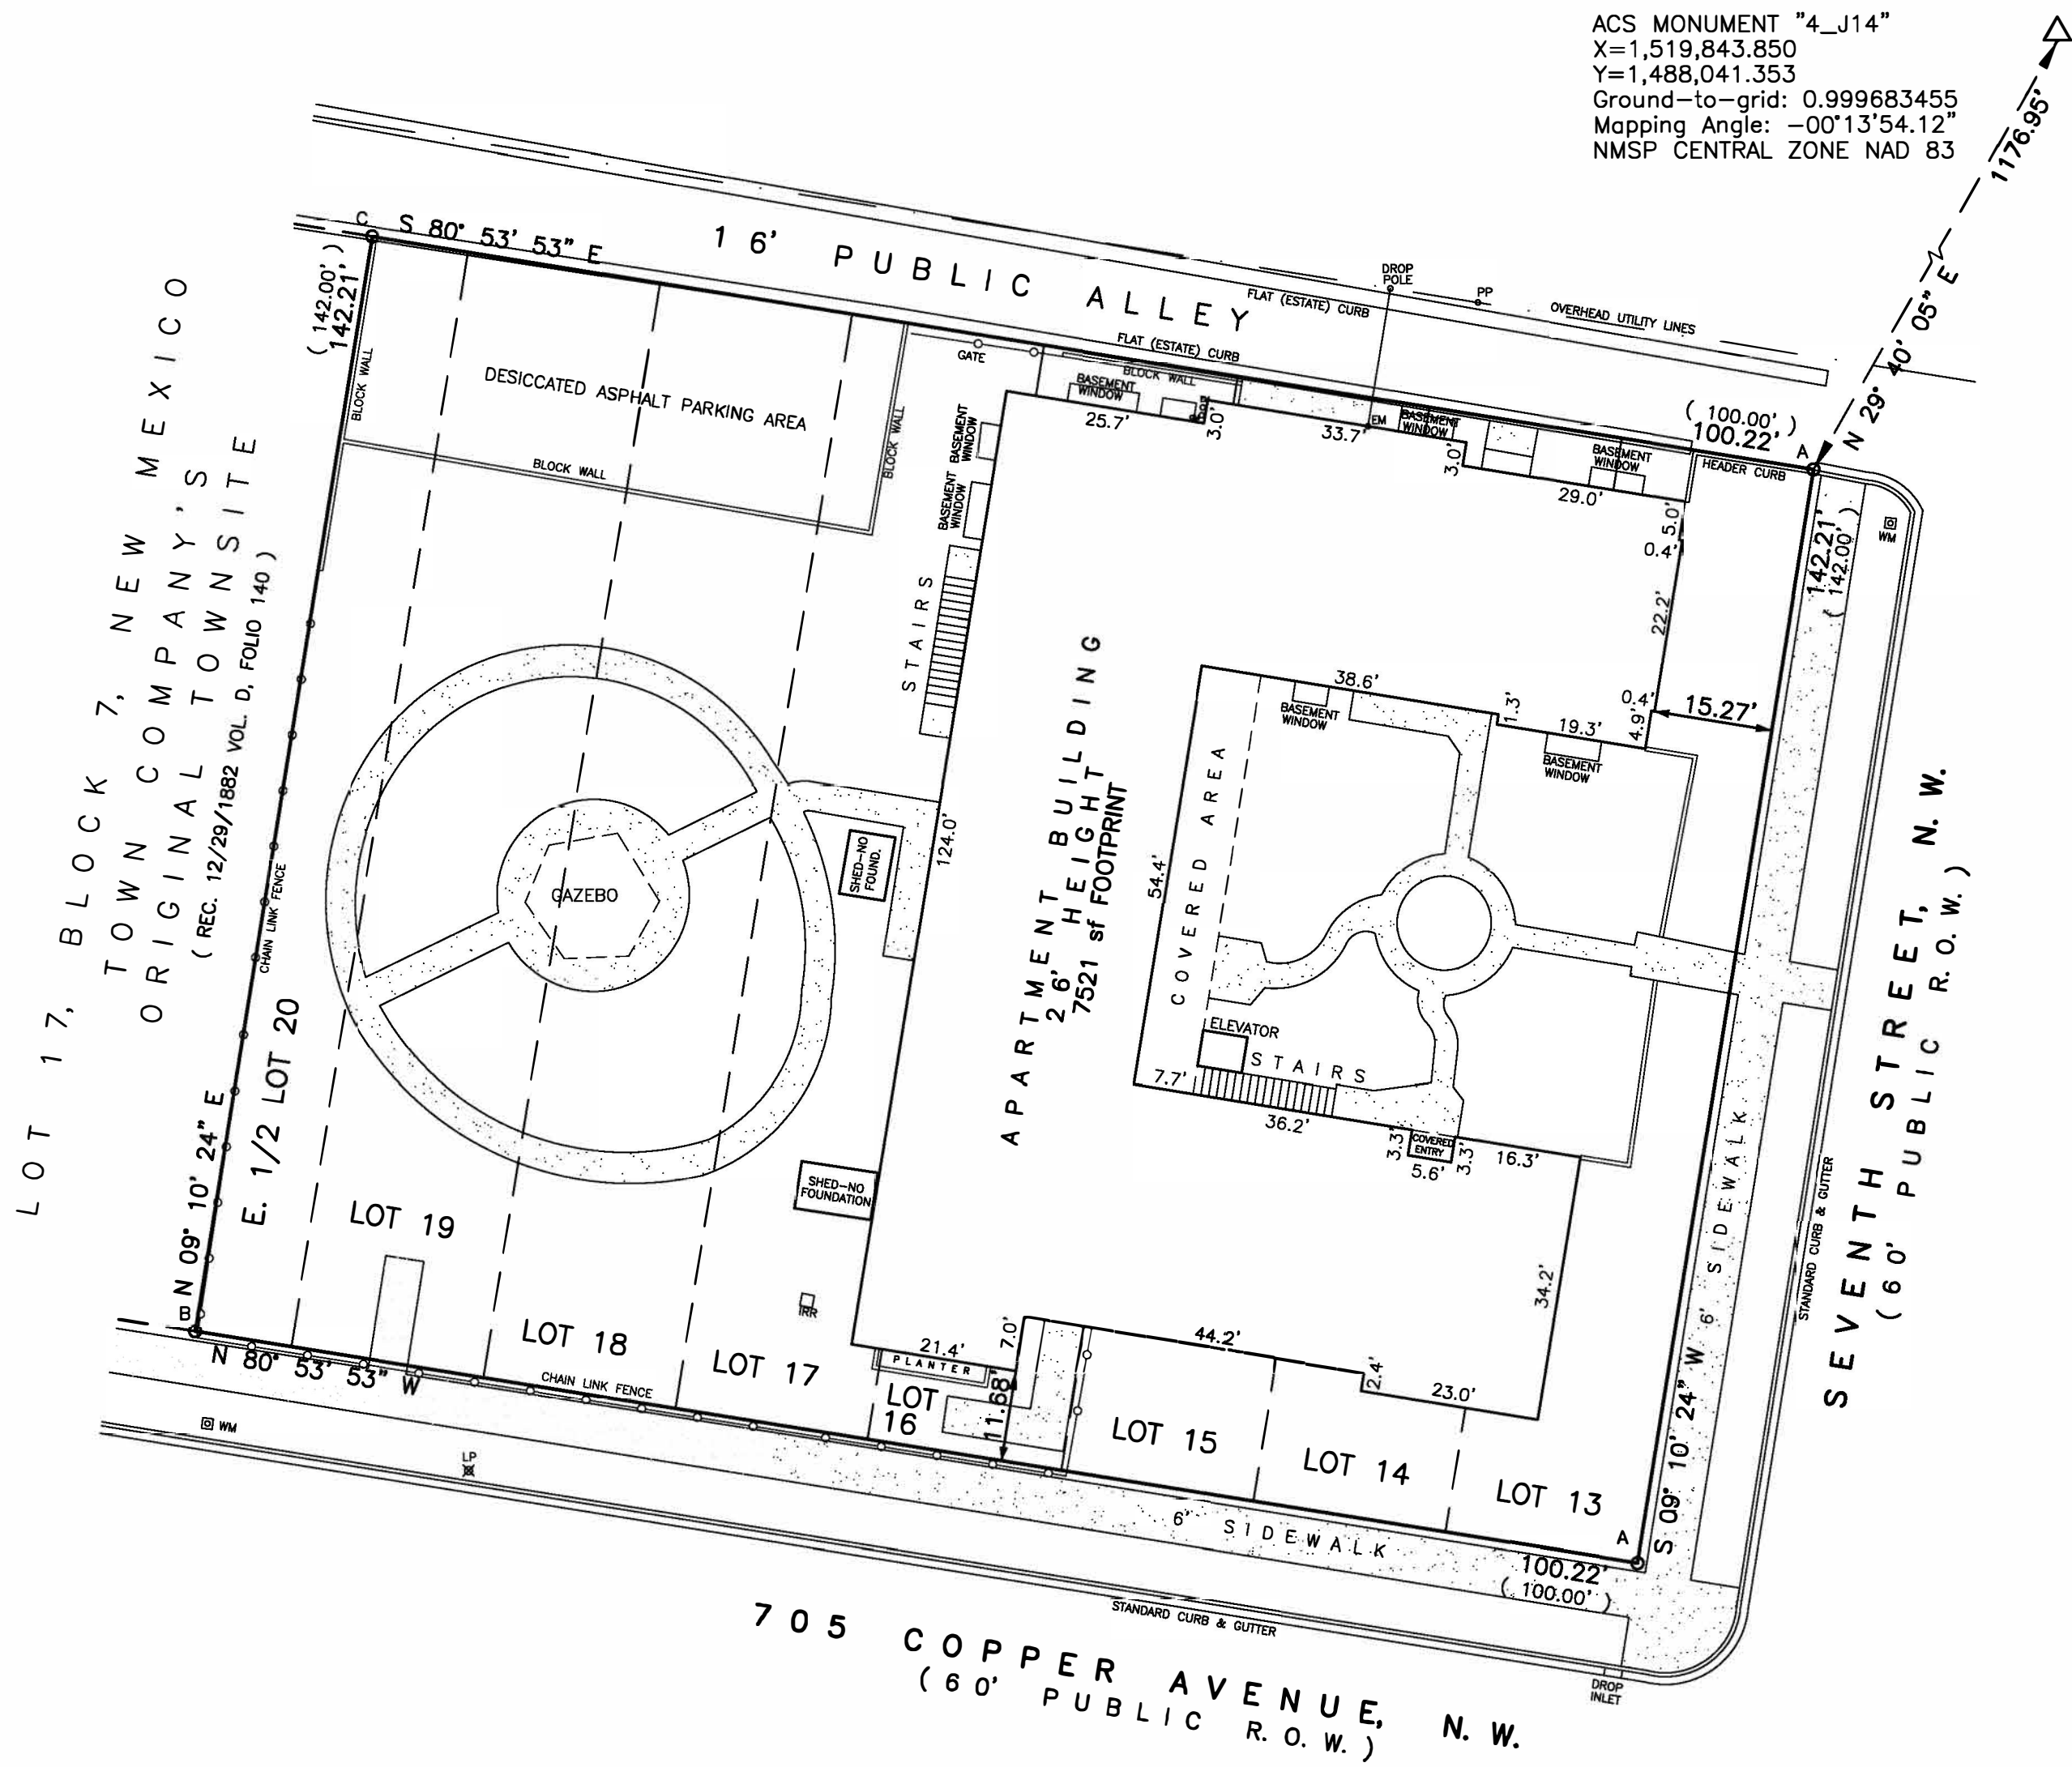 ACS MONUMENT "4_J14"
X=1,519,843.850
Y=1,488,041.353
Ground-to-grid: 0.999683455
Mapping Angle: -00°13'54.12"
NMSP CENTRAL ZONE NAD 83
1176.95'
N 29° 40' 05" E
C
S 80° 53' 53" E
16' PUBLIC ALLEY
DROP
POLE
PP
OVERHEAD UTILITY LINES
FLAT (ESTATE) CURB
FLAT (ESTATE) CURB
( 142.00' )
142.21'
BLOCK WALL
DESICCATED ASPHALT PARKING AREA
BLOCK WALL
BLOCK WALL
GATE
BLOCK WALL
BASEMENT
WINDOW
25.7'
3.0'
33.7'
EM
BASEMENT
WINDOW
3.0'
BASEMENT
WINDOW
29.0'
( 100.00' )
100.22'
A
HEADER CURB
WM
142.21'
( 142.00' )
5.0'
0.4'
22.2'
0.4'
4.9'
15.27'
BASEMENT
WINDOW
BASEMENT
WINDOW
STAIRS
LOT 17, BLOCK 7, NEW MEXICO
TOWN COMPANY'S
ORIGINAL TOWNSITE
( REC. 12/29/1882 VOL. D, FOLIO 140 )
CHAIN LINK FENCE
GAZEBO
SHED-NO
FOUND.
124.0'
APARTMENT BUILDING
26' HEIGHT
7521 sf FOOTPRINT
38.6'
BASEMENT
WINDOW
1.3'
19.3'
BASEMENT
WINDOW
54.4'
COVERED AREA
ELEVATOR
STAIRS
7.7'
36.2'
3.3'
COVERED
ENTRY
3.3'
5.6'
16.3'
34.2'
SEVENTH STREET, N. W.
( 60' PUBLIC R. O. W. )
STANDARD CURB & GUTTER
6' SIDEWALK
S 09° 10' 24" W
N 09° 10' 24" E
E. 1/2 LOT 20
B
N 80° 53' 53" W
LOT 19
LOT 18
LOT 17
SHED-NO
FOUNDATION
IRR
21.4'
PLANTER
7.0'
11.68'
LOT
16
44.2'
2.4'
23.0'
LOT 15
LOT 14
LOT 13
A
CHAIN LINK FENCE
WM
LP
6' SIDEWALK
100.22'
( 100.00' )
STANDARD CURB & GUTTER
DROP
INLET
705 COPPER AVENUE, N. W.
( 60' PUBLIC R. O. W. )